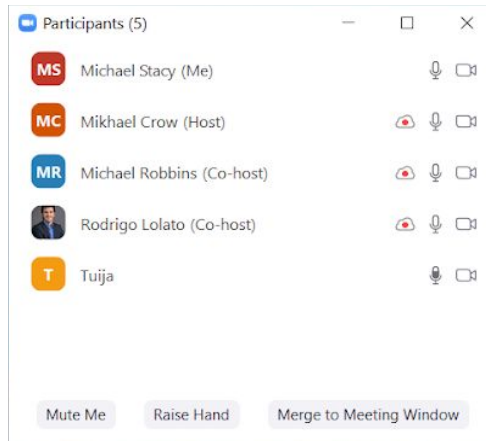 Participants (5)
MS Michael Stacy (Me)
MC Mikhael Crow (Host)
MR Michael Robbins (Co-host)
Rodrigo Lolato (Co-host)
T Tuija
Mute Me Raise Hand Merge to Meeting Window